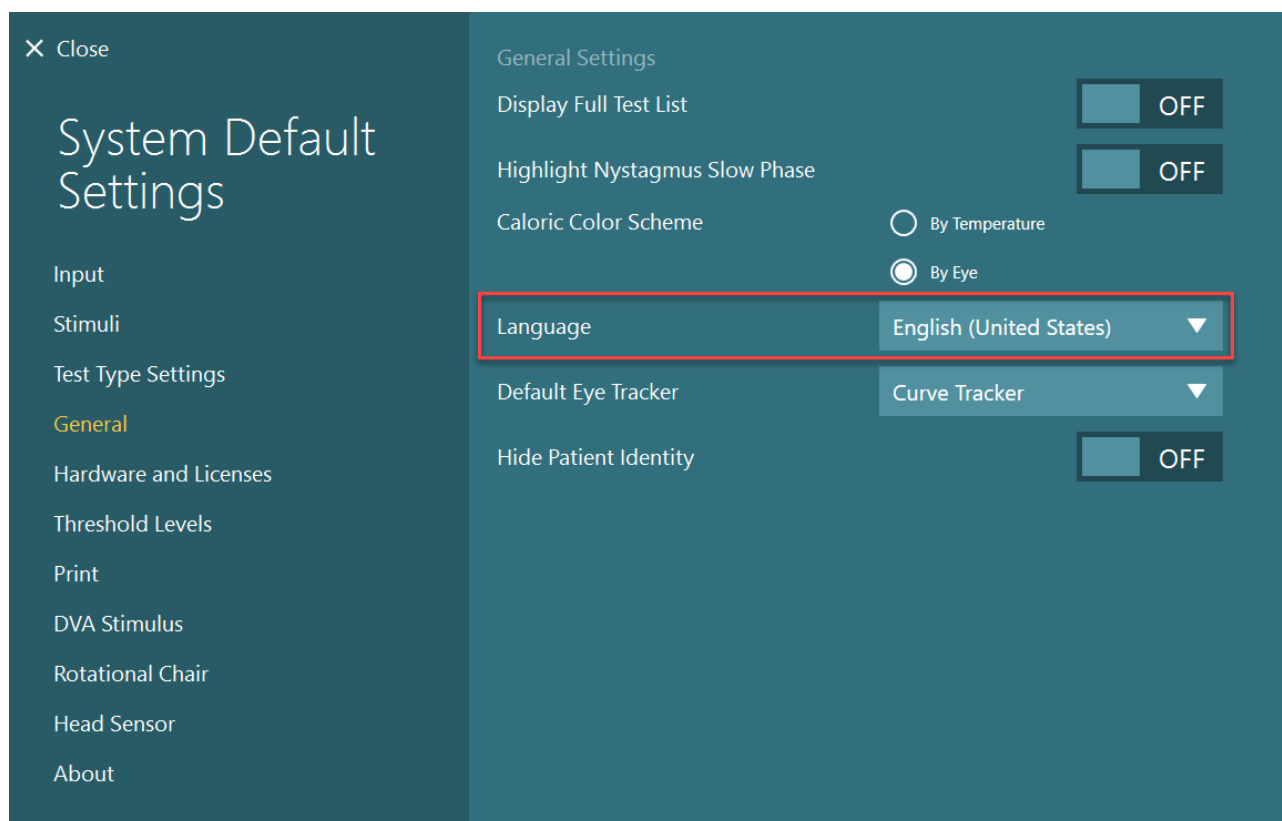 Close
System Default
Settings
Input
Stimuli
Test Type Settings
General
Hardware and Licenses
Threshold Levels
Print
DVA Stimulus
Rotational Chair
Head Sensor
About
General Settings
Display Full Test List OFF
Highlight Nystagmus Slow Phase OFF
Caloric Color Scheme By Temperature
By Eye
Language English (United States)
Default Eye Tracker Curve Tracker
Hide Patient Identity OFF